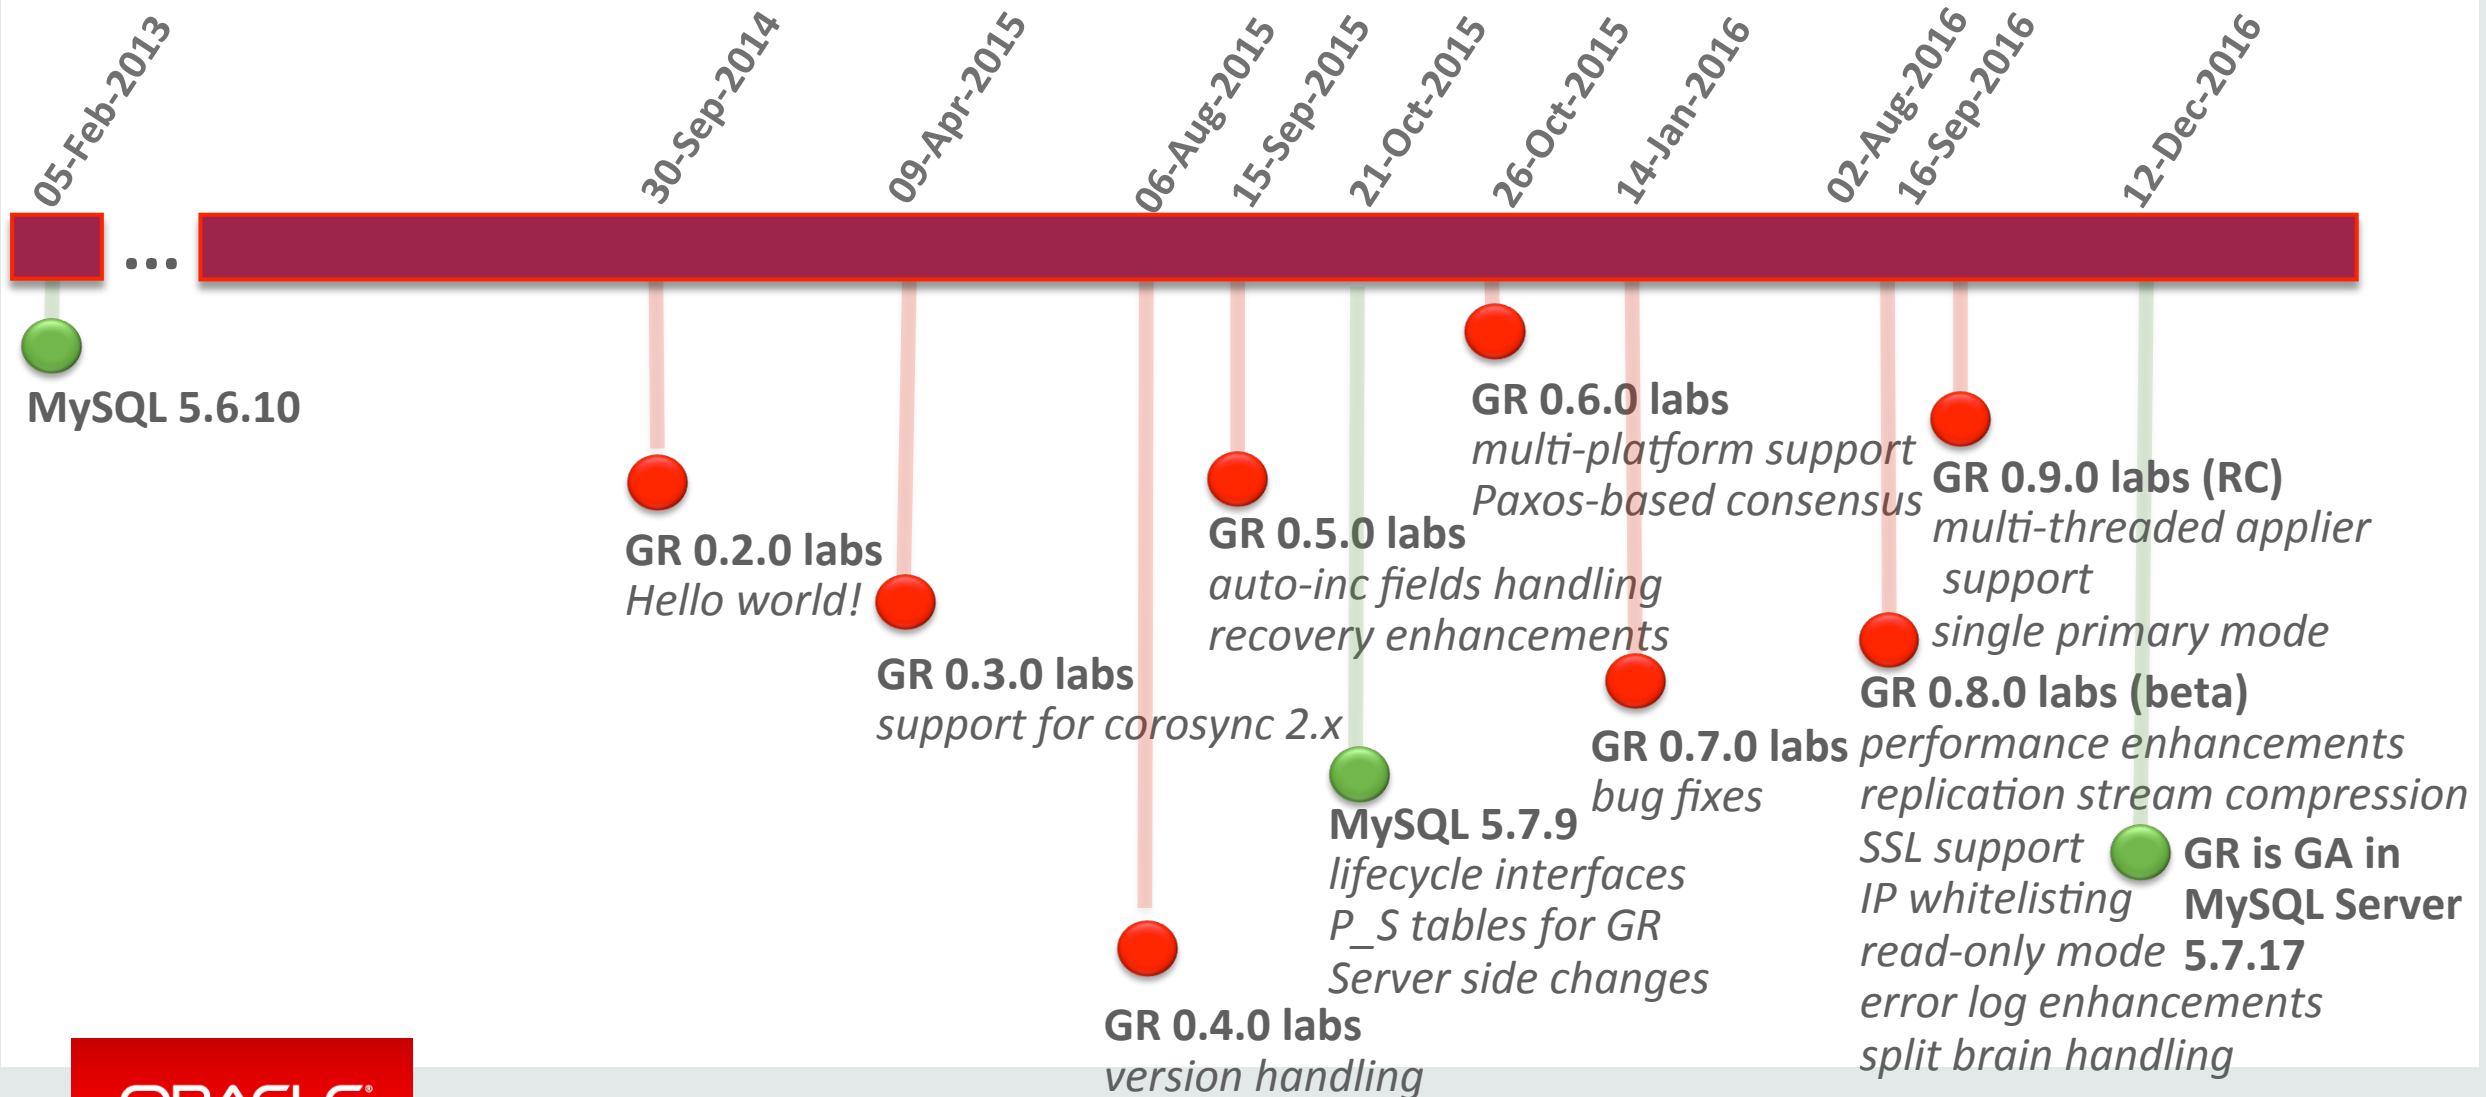 05-Feb-2013
30-Sep-2014
09-Apr-2015
06-Aug-2015
15-Sep-2015
21-Oct-2015
26-Oct-2015
14-Jan-2016
02-Aug-2016
16-Sep-2016
12-Dec-2016
...
MySQL 5.6.10
GR 0.2.0 labs
Hello world!
GR 0.3.0 labs
support for corosync 2.x
GR 0.4.0 labs
version handling
GR 0.5.0 labs
auto-inc fields handling
recovery enhancements
MySQL 5.7.9
lifecycle interfaces
P_S tables for GR
Server side changes
GR 0.6.0 labs
multi-platform support
Paxos-based consensus
GR 0.7.0 labs
bug fixes
GR 0.8.0 labs (beta)
performance enhancements
replication stream compression
SSL support
IP whitelisting
read-only mode
error log enhancements
split brain handling
GR 0.9.0 labs (RC)
multi-threaded applier
support
single primary mode
GR is GA in
MySQL Server
5.7.17
ORACLE®